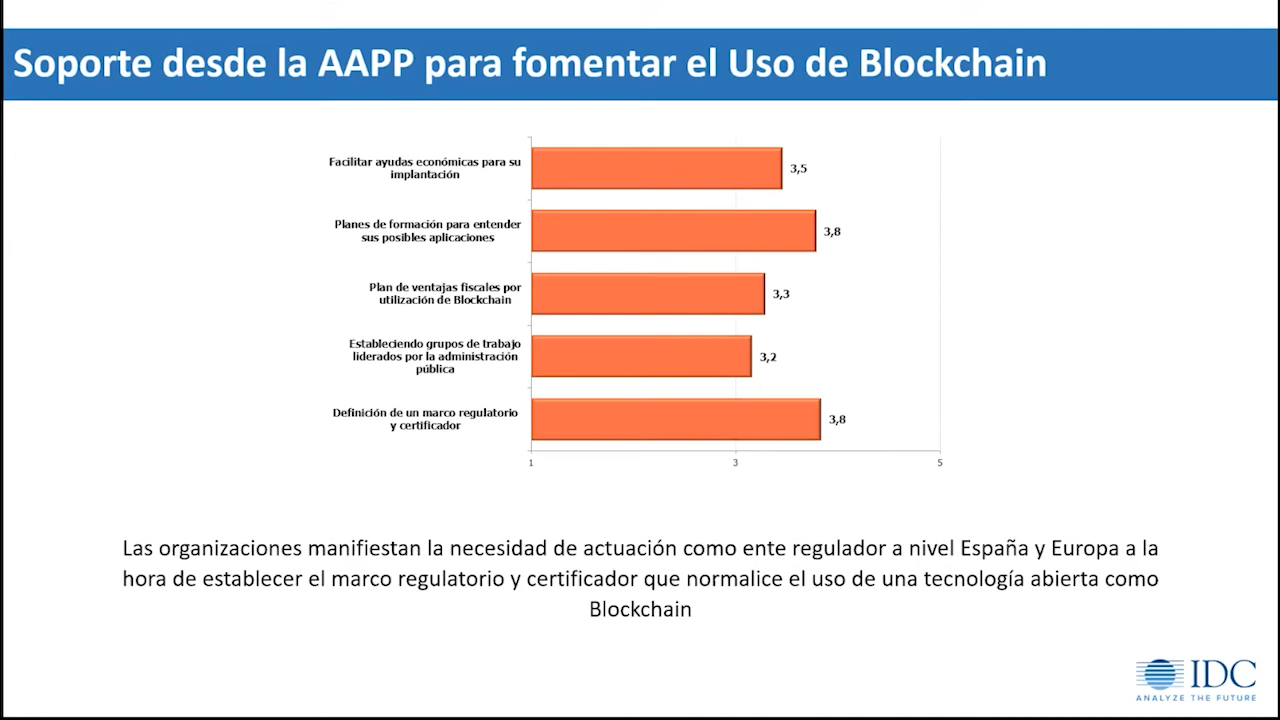 Soporte desde la AAPP para fomentar el Uso de Blockchain
Facilitar ayudas económicas para su
implantación
3,5
Planes de formación para entender
sus posibles aplicaciones
3,8
Plan de ventajas fiscales por
utilización de Blockchain
3,3
Estableciendo grupos de trabajo
liderados por la administración
pública
3,2
Definición de un marco regulatorio
y certificador
3,8
1 3 5
Las organizaciones manifiestan la necesidad de actuación como ente regulador a nivel España y Europa a la
hora de establecer el marco regulatorio y certificador que normalice el uso de una tecnología abierta como
Blockchain
IDC
ANALYZE THE FUTURE